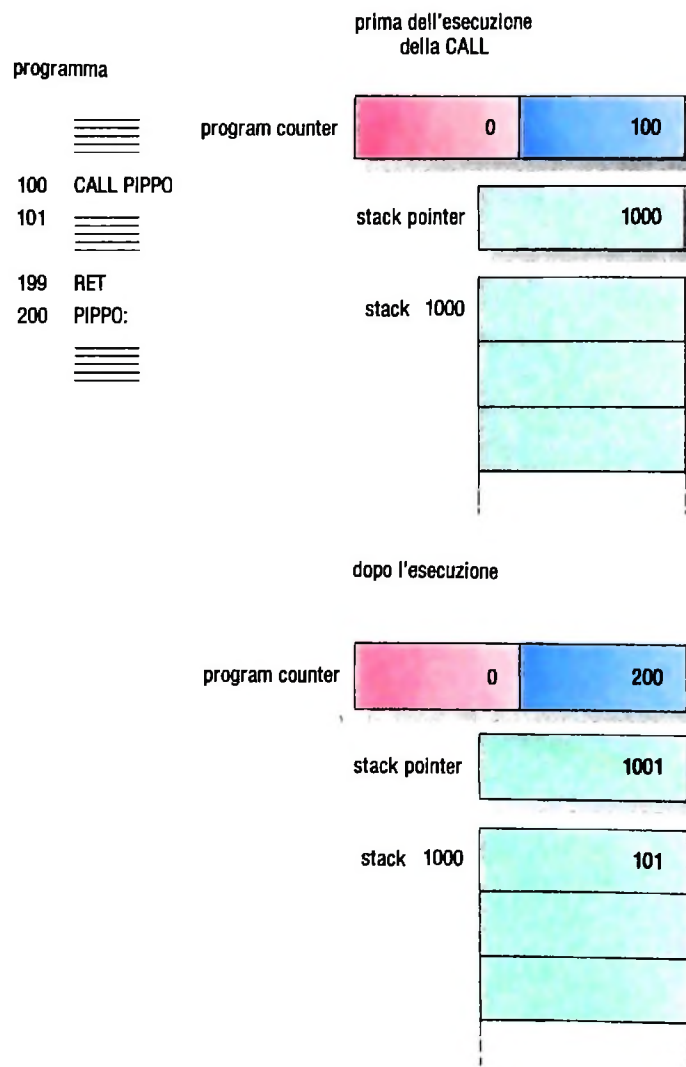 prima dell'esecuzione
della CALL
programma
program counter 0 100
100 CALL PIPPO
101
stack pointer 1000
199 RET
stack 1000
200 PIPPO:
dopo l'esecuzione
program counter 0 200
stack pointer 1001
stack 1000 101